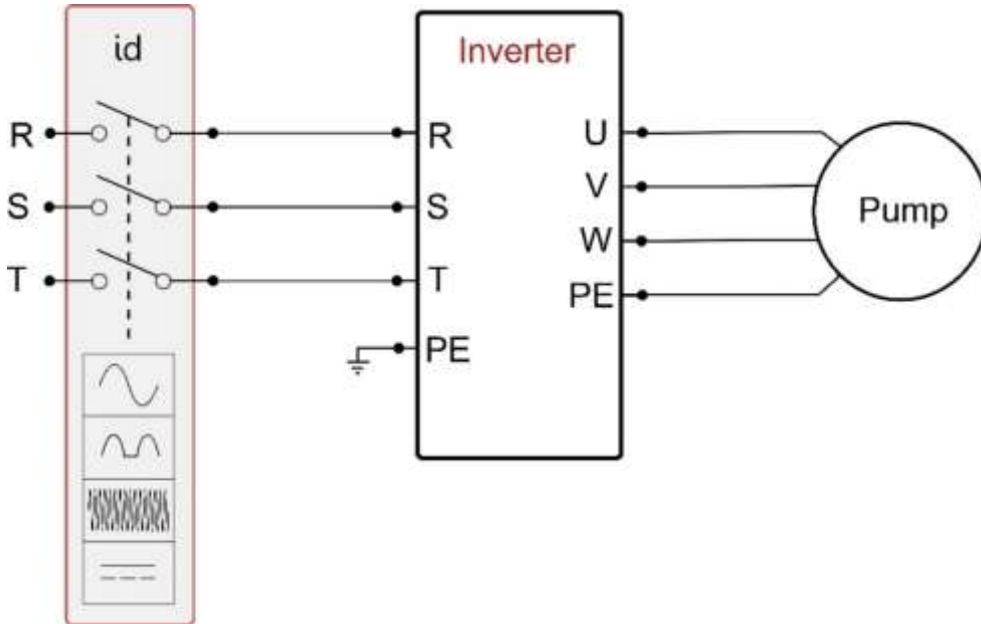 id
Inverter
R R U
S S V
T T W
PE PE
Pump